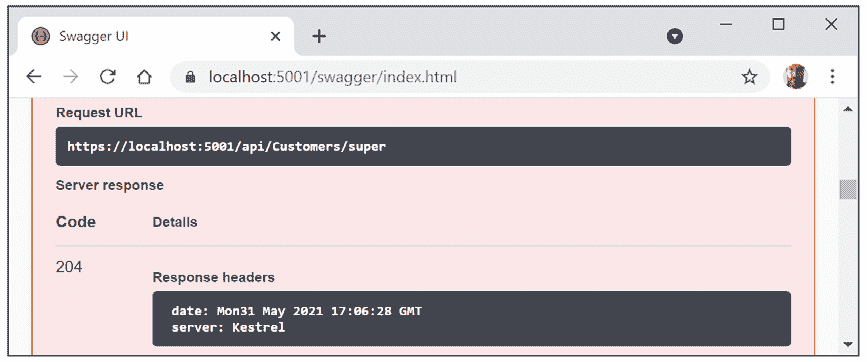 Swagger UI
localhost:5001/swagger/index.html
Request URL
https://localhost:5001/api/Customers/super
Server response
Code Details
204
Response headers
date: Mon31 May 2021 17:06:28 GMT
server: Kestrel